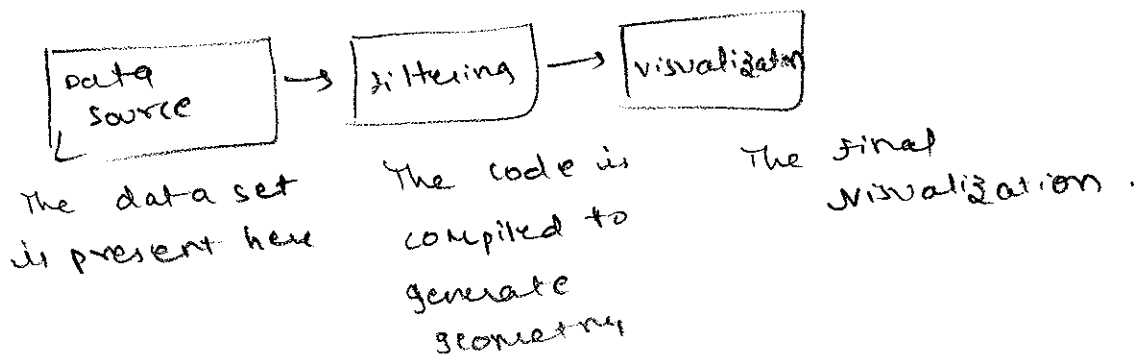 Data
source
filtering
visualization
The data set
is present here
The code is
compiled to
generate
geometry
The final
visualization.